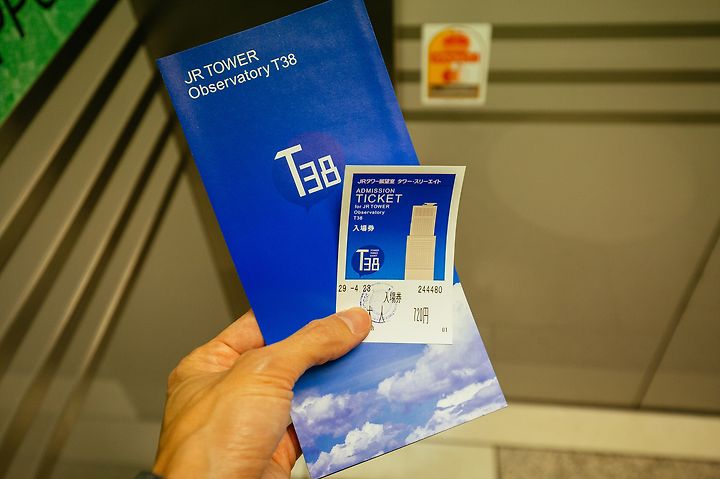 JR TOWER
Observatory T38
T38
JRタワー展望室 タワー・スリーエイト
ADMISSION
TICKET
for JR TOWER
Observatory
T38
入場券
T38
29.-4.23 244480
入場券
大人 720円
01